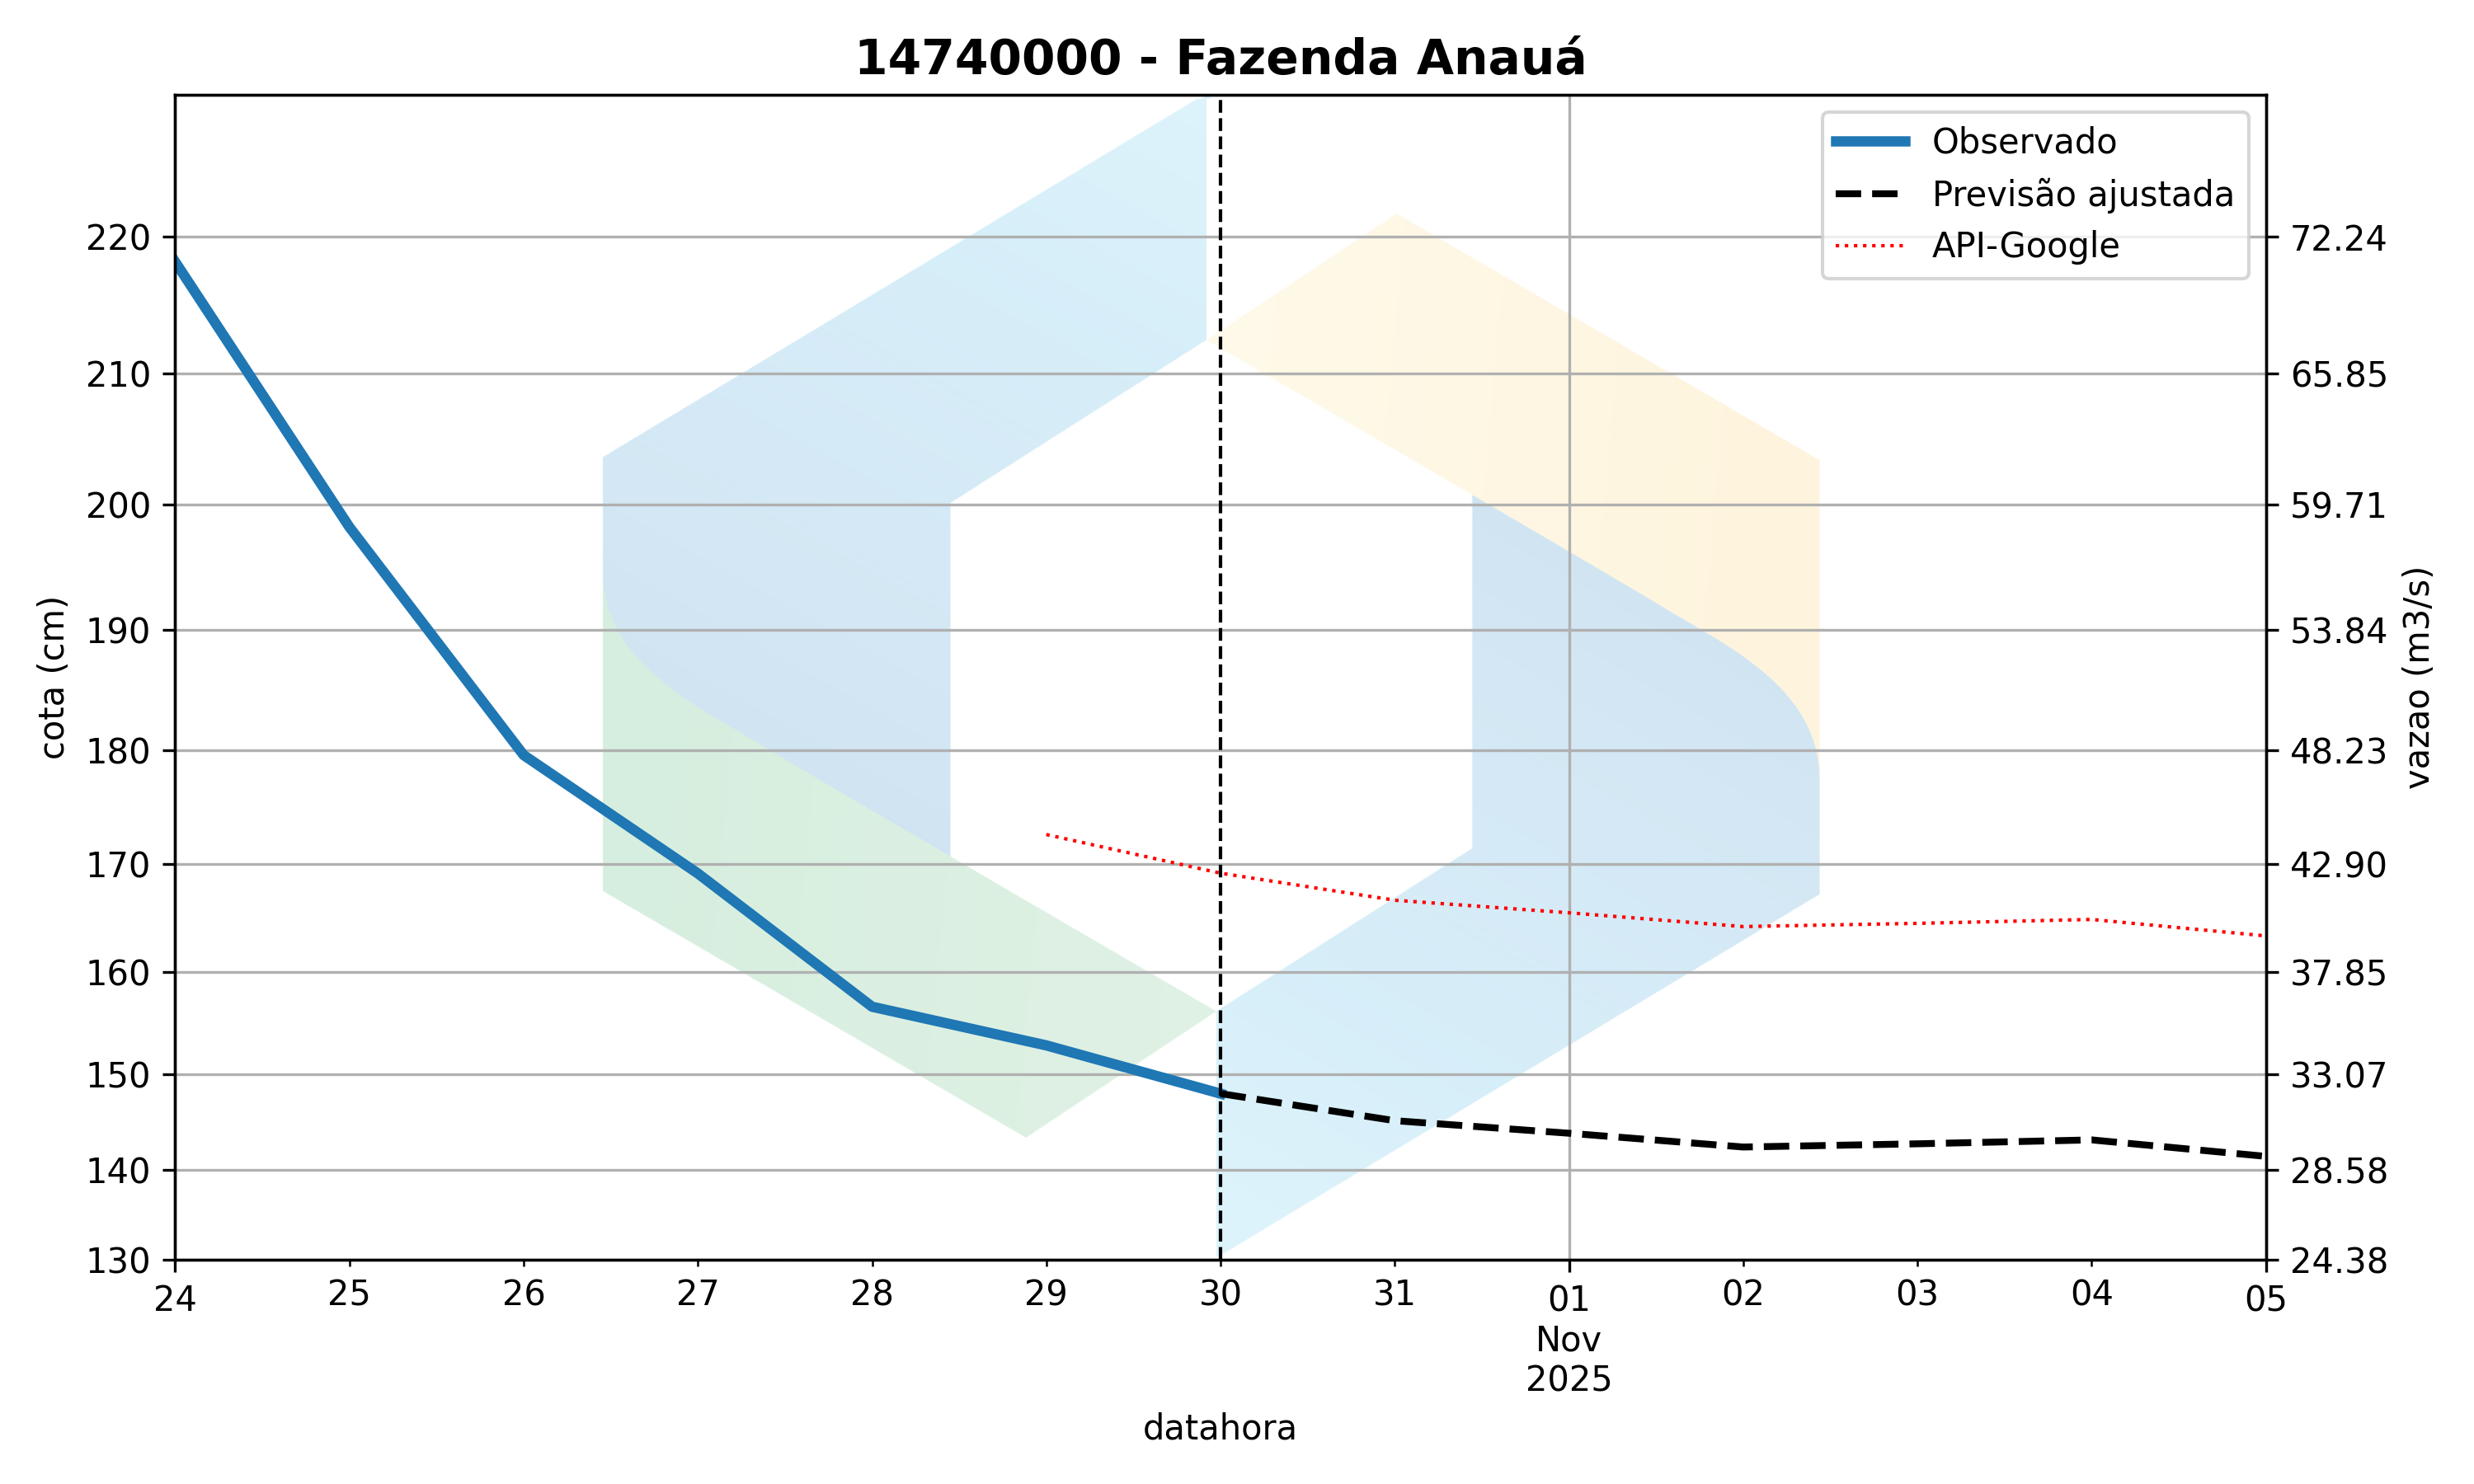 14740000 - Fazenda Anauá
Observado
Previsão ajustada
API-Google
cota (cm)
220
210
200
190
180
170
160
150
140
130
72.24
65.85
59.71
53.84
48.23
42.90
37.85
33.07
28.58
24.38
vazao (m3/s)
24 25 26 27 28 29 30 31 01 02 03 04 05
Nov
2025
datahora